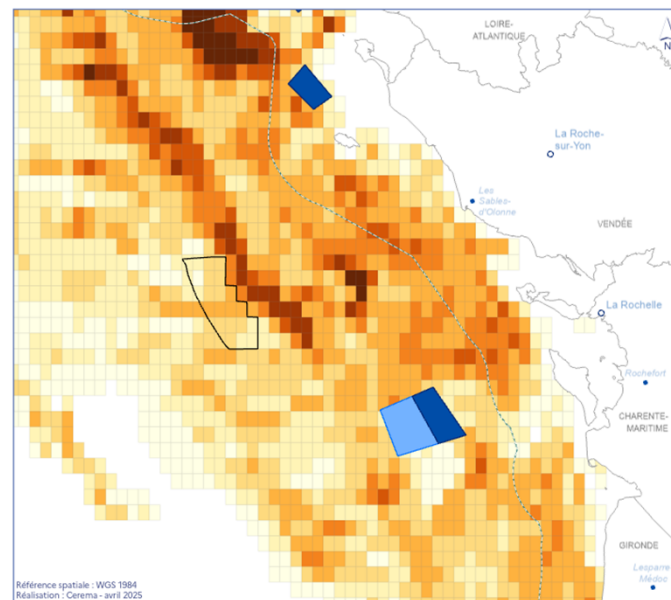 LOIRE-
ATLANTIQUE
N
La Roche-
sur-Yon
Les
Sables-
d'Olonne
VENDÉE
La Rochelle
Rochefort
CHARENTE-
MARITIME
GIRONDE
Lesparre
Médoc
Référence spatiale : WGS 1984
Réalisation : Cerema - avril 2025